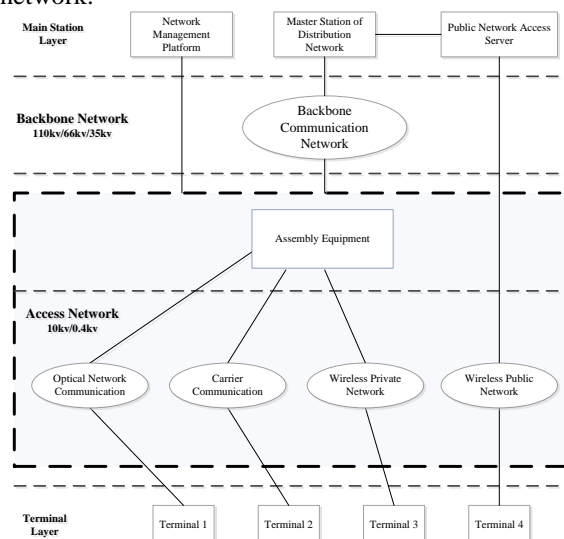 network.
Main Station
Layer
Network
Management
Platform
Master Station of
Distribution
Network
Public Network Access
Server
Backbone Network
110kv/66kv/35kv
Backbone
Communication
Network
Assembly Equipment
Access Network
10kv/0.4kv
Optical Network
Communication
Carrier
Communication
Wireless Private
Network
Wireless Public
Network
Terminal
Layer
Terminal 1
Terminal 2
Terminal 3
Terminal 4